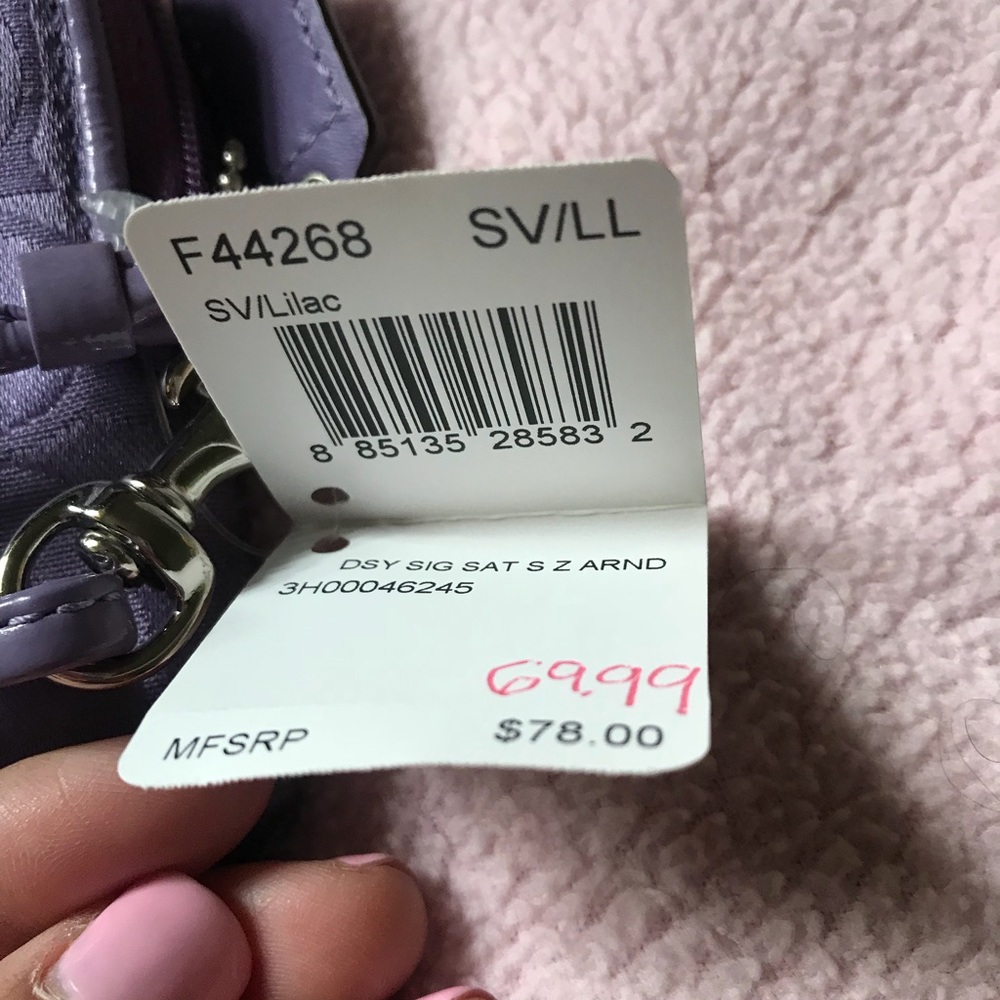 F44268 SV/LL
SV/Lilac
8 85135 28583 2
DSY SIG SAT S Z ARND
3H00046245
69.99
MFSRP $78.00